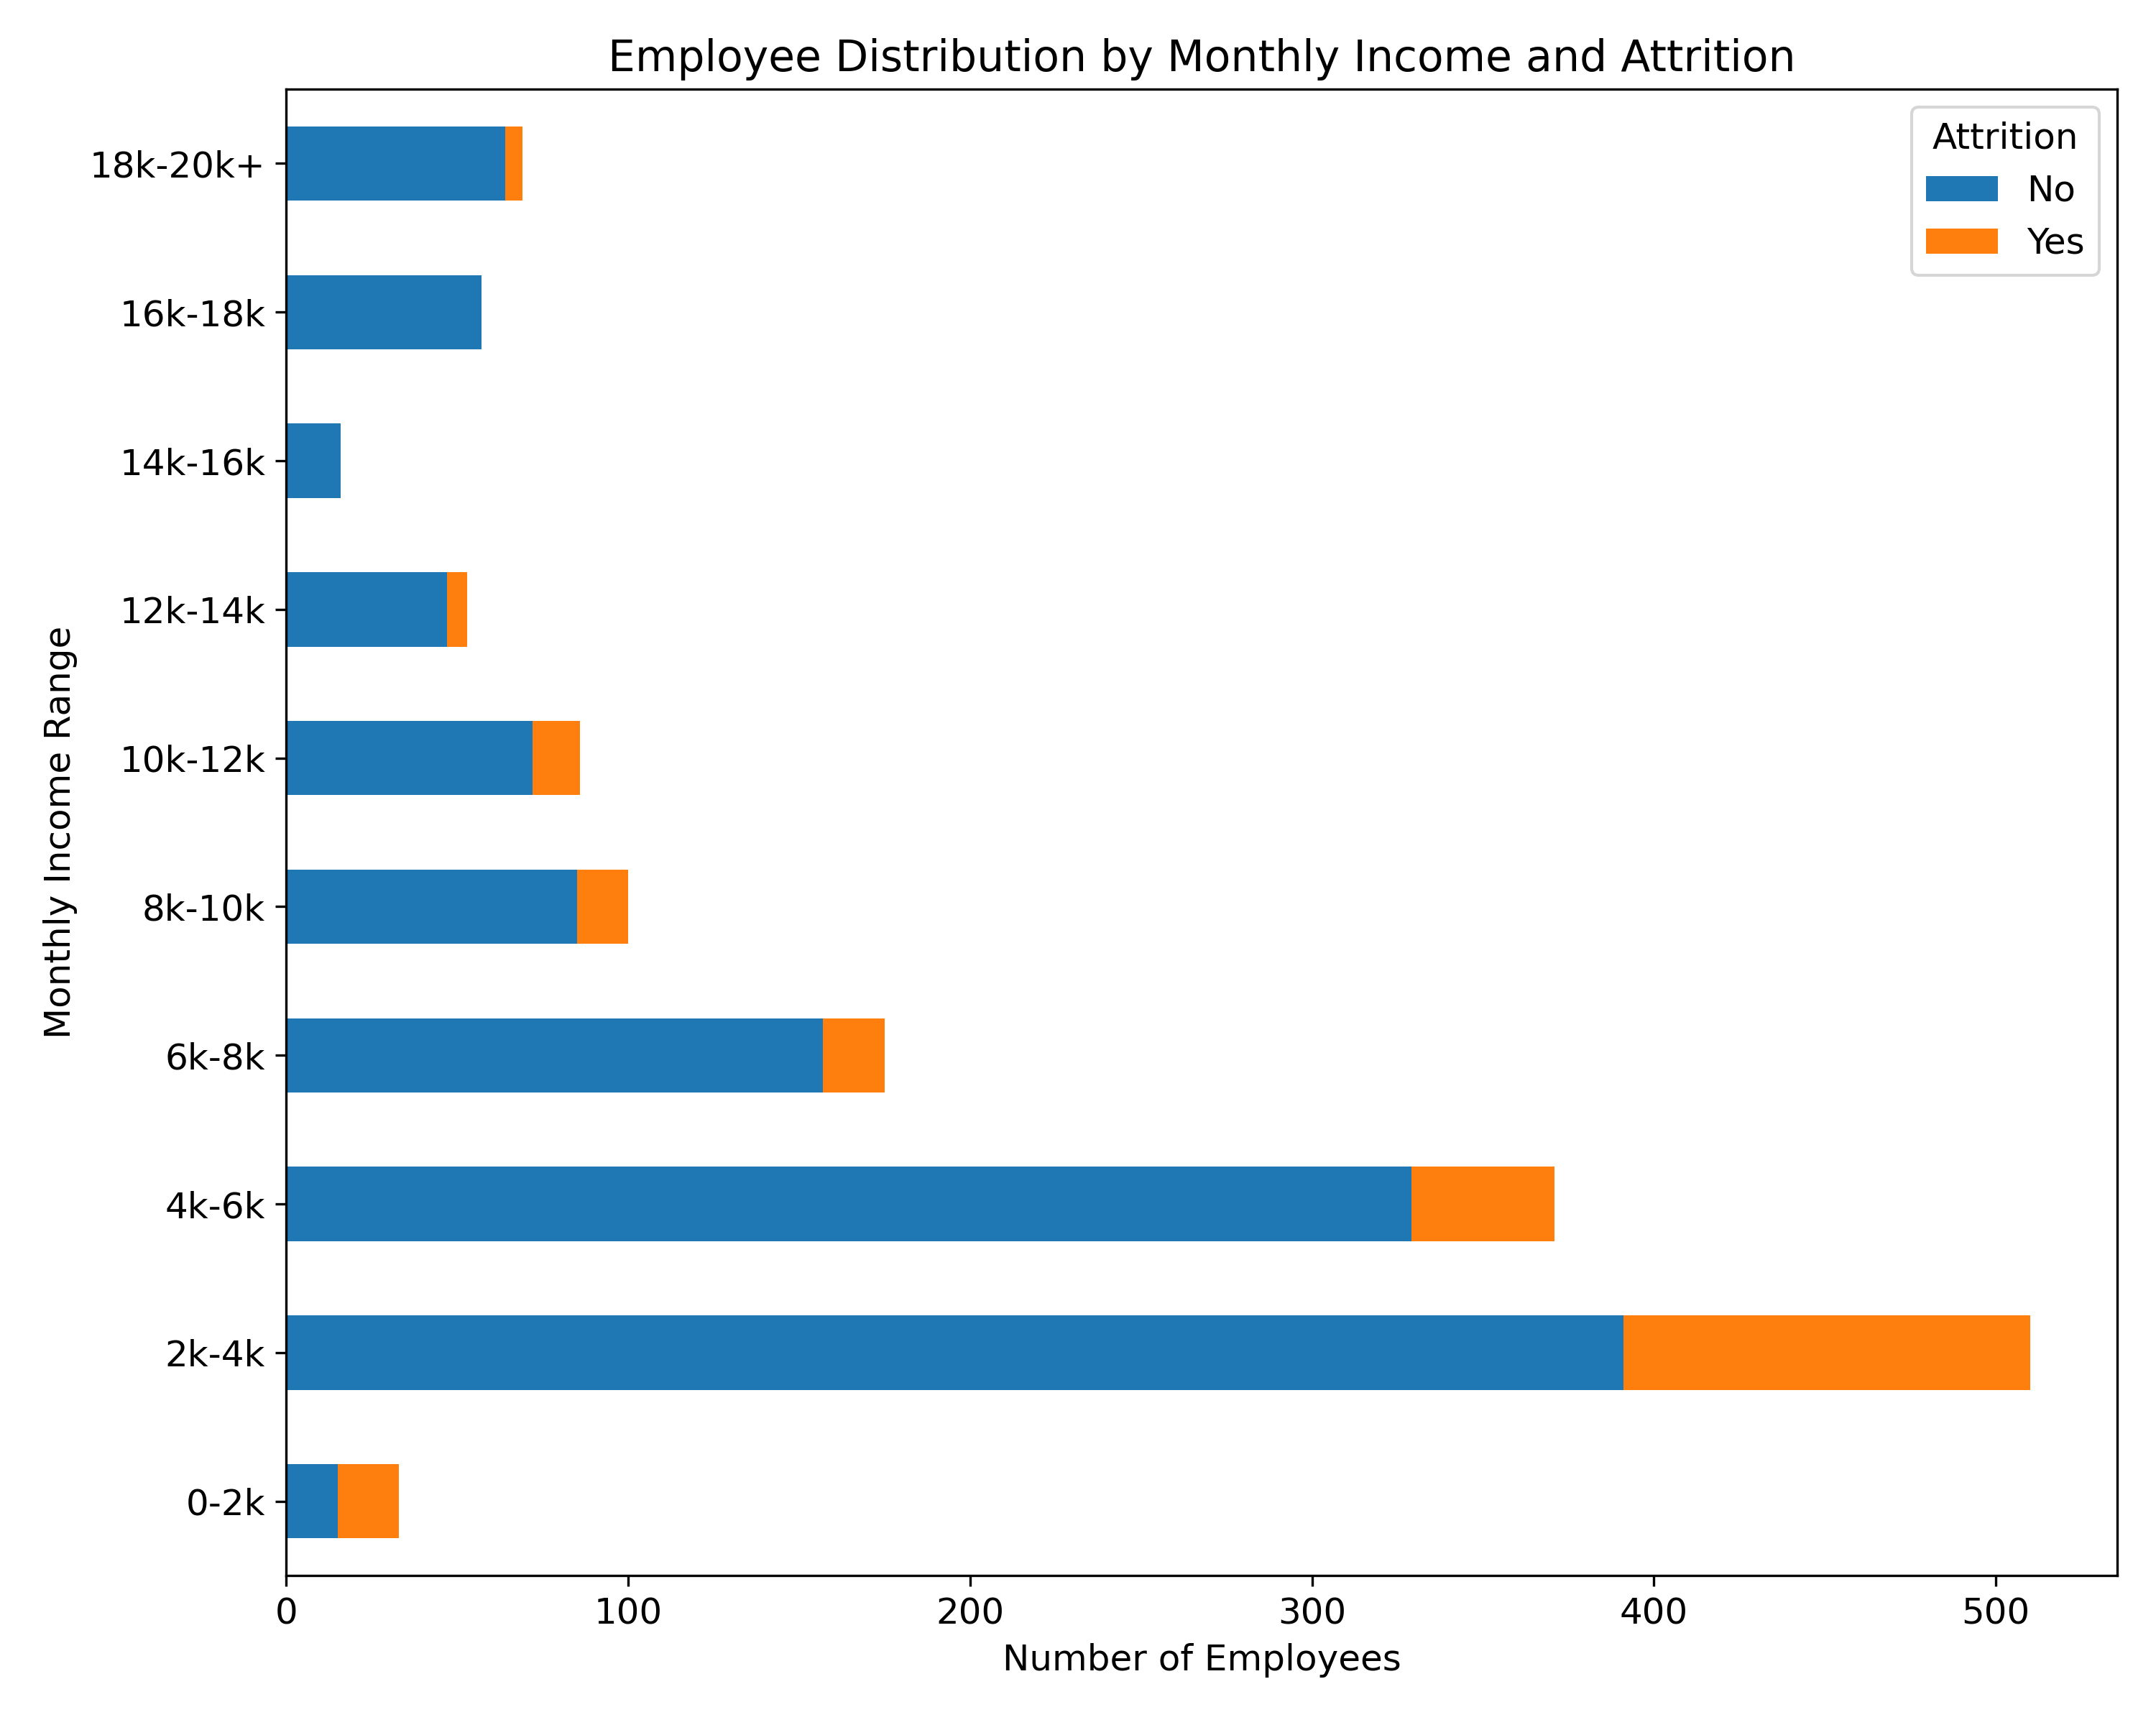 Employee Distribution by Monthly Income and Attrition
Attrition
No
Yes
Monthly Income Range
18k-20k+
16k-18k
14k-16k
12k-14k
10k-12k
8k-10k
6k-8k
4k-6k
2k-4k
0-2k
0 100 200 300 400 500
Number of Employees